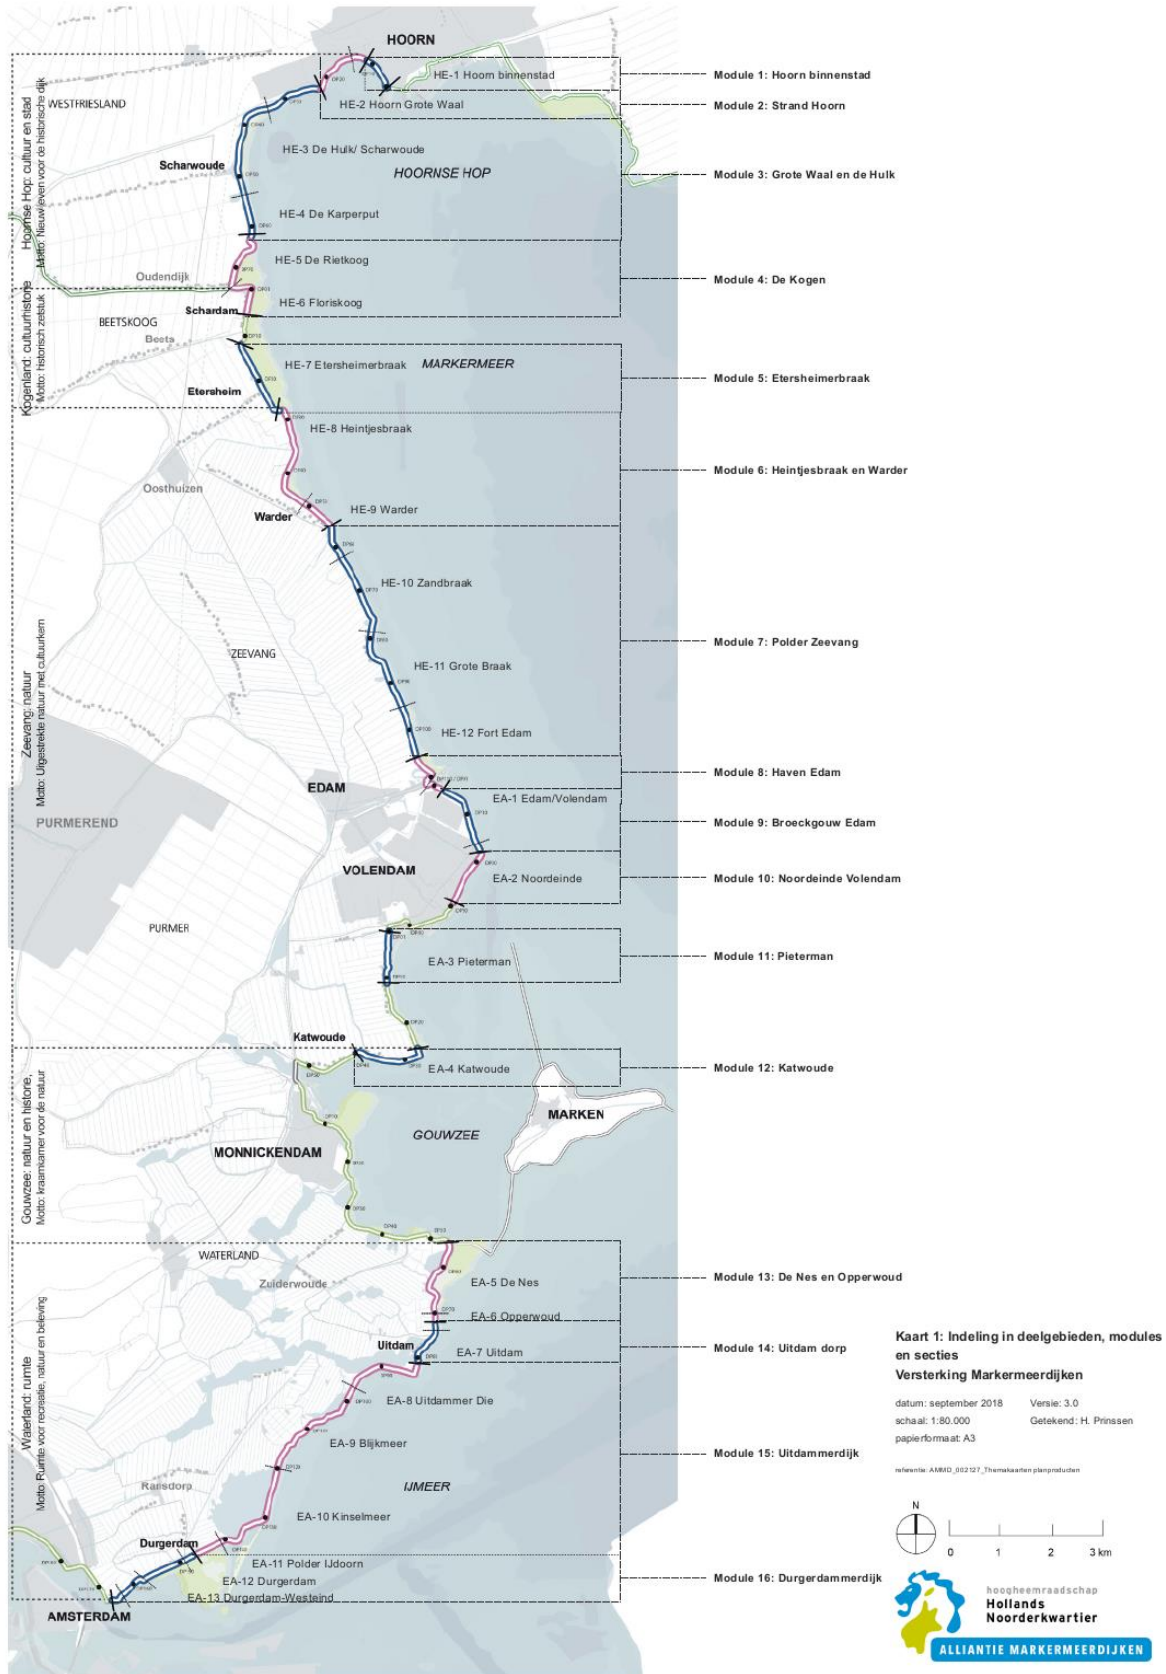 HOORN
HE-1 Hoorn binnenstad
Module 1: Hoorn binnenstad
WESTFRIESLAND
HE-2 Hoorn Grote Waal
Module 2: Strand Hoorn
Hoornse Hop: cultuur en stad
Motto: Nieuw leven voor de historische dijk
HE-3 De Hulk/ Scharwoude
Scharwoude
HOORNSE HOP
Module 3: Grote Waal en de Hulk
HE-4 De Karperput
HE-5 De Rietkoog
Oudendijk
Module 4: De Kogen
HE-6 Floriskoog
Schardam
BEETSKOOG
Beets
Kogenland: cultuurhistorie
Motto: historisch zetstuk
HE-7 Etersheimerbraak
MARKERMEER
Module 5: Etersheimerbraak
Etersheim
HE-8 Heintjesbraak
Module 6: Heintjesbraak en Warder
Oosthuizen
Warder
HE-9 Warder
HE-10 Zandbraak
Module 7: Polder Zeevang
ZEEVANG
HE-11 Grote Braak
Zeevang: natuur
Motto: Uitgestrekte natuur met cultuurkern
HE-12 Fort Edam
Module 8: Haven Edam
EDAM
EA-1 Edam/Volendam
PURMEREND
Module 9: Broeckgouw Edam
VOLENDAM
EA-2 Noordeinde
Module 10: Noordeinde Volendam
PURMER
EA-3 Pieterman
Module 11: Pieterman
Katwoude
EA-4 Katwoude
Module 12: Katwoude
MARKEN
GOUWZEE
MONNICKENDAM
Gouwzee: natuur en historie,
Motto: kraamkamer voor de natuur
WATERLAND
Zuiderwoude
EA-5 De Nes
Module 13: De Nes en Opperwoud
EA-6 Opperwoud
Uitdam
EA-7 Uitdam
Module 14: Uitdam dorp
EA-8 Uitdammer Die
Waterland: ruimte
Motto: Ruimte voor recreatie, natuur en beleving
EA-9 Blijkmeer
Module 15: Uitdammerdijk
Ransdorp
IJMEER
EA-10 Kinselmeer
Durgerdam
EA-11 Polder IJdoorn
EA-12 Durgerdam
Module 16: Durgerdammerdijk
EA-13 Durgerdam-Westeind
AMSTERDAM
Kaart 1: Indeling in deelgebieden, modules
en secties
Versterking Markermeerdijken
datum: september 2018 Versie: 3.0
schaal: 1:80.000 Getekend: H. Prinssen
papierformaat: A3
referentie: AMMD_002127_Themakaarten planproducten
N
0 1 2 3 km
hoogheemraadschap
Hollands
Noorderkwartier
ALLIANTIE MARKERMEERDIJKEN